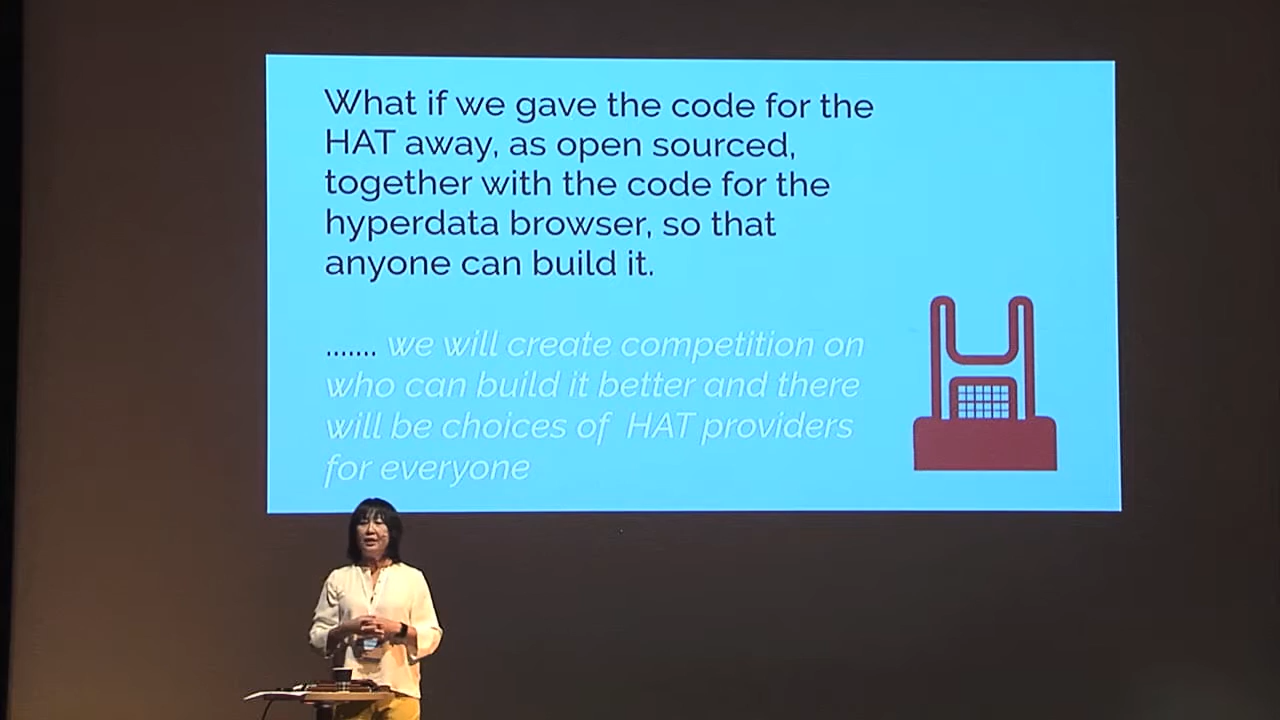 What if we gave the code for the
HAT away, as open sourced,
together with the code for the
hyperdata browser, so that
anyone can build it.
....... we will create competition on
who can build it better and there
will be choices of HAT providers
for everyone